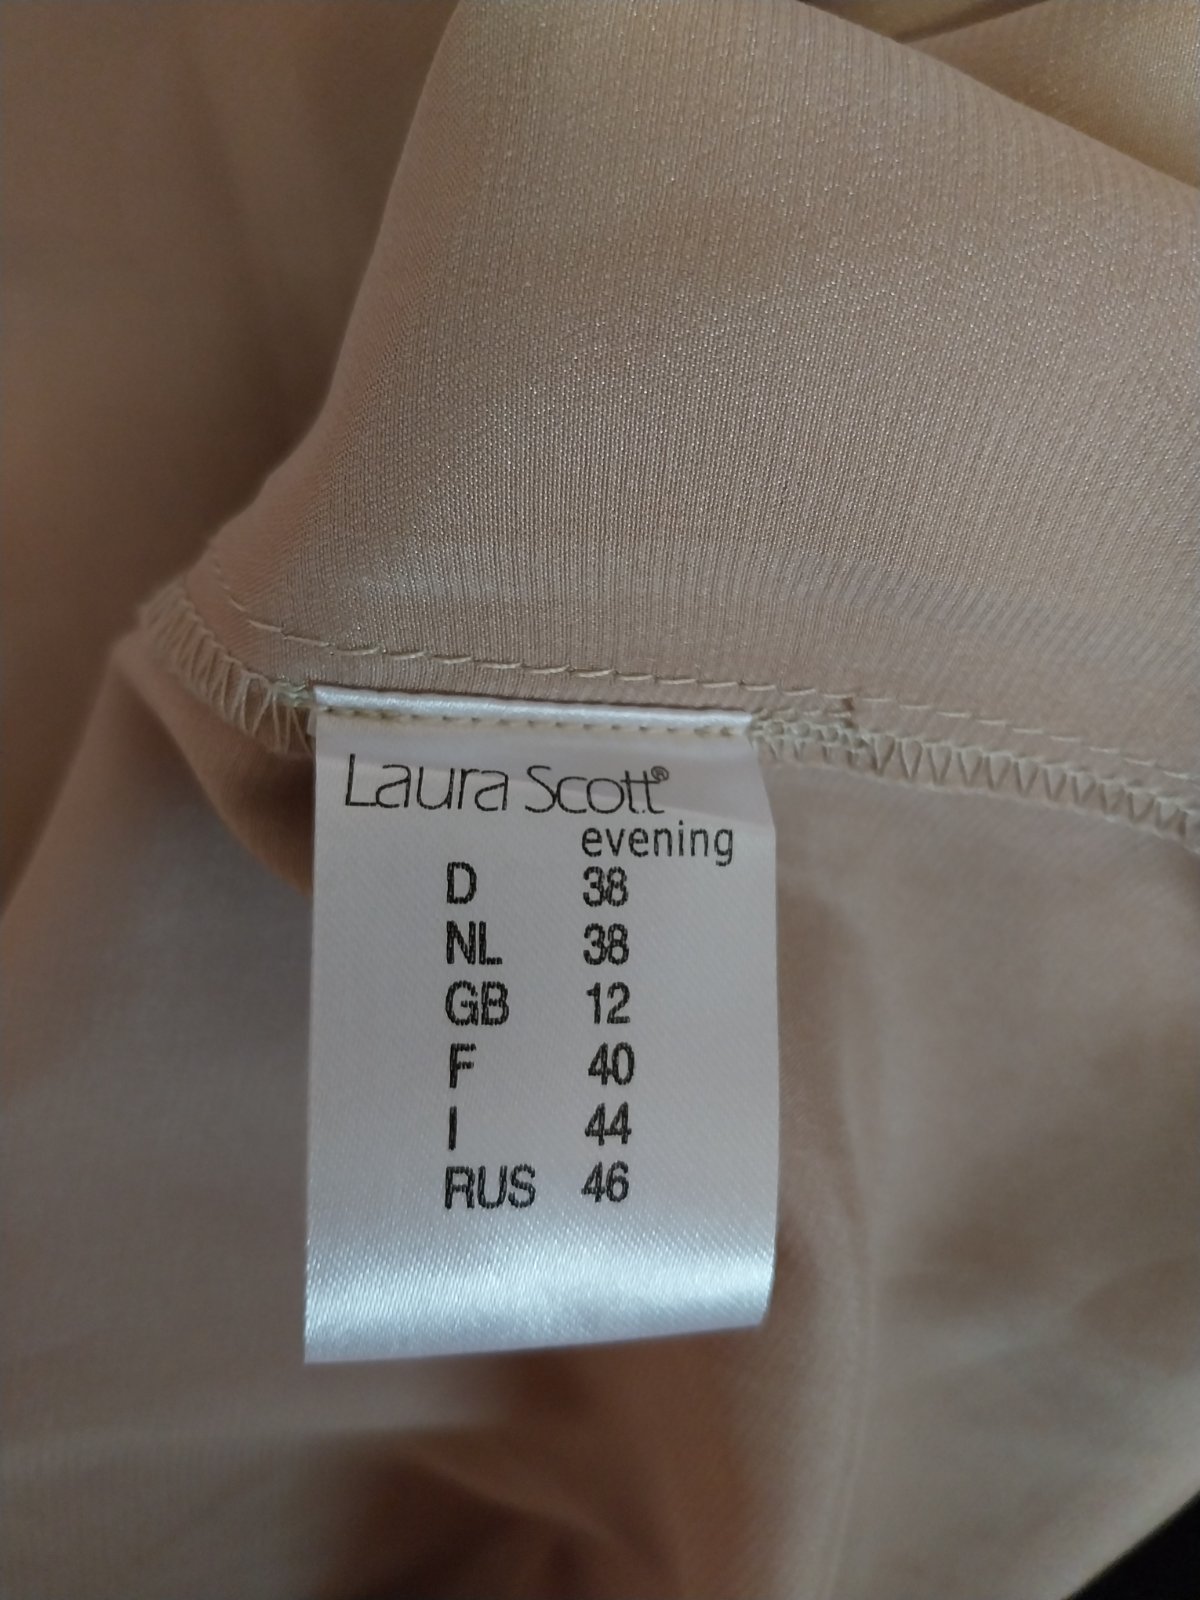 Laura Scott®
evening
D 38
NL 38
GB 12
F 40
I 44
RUS 46